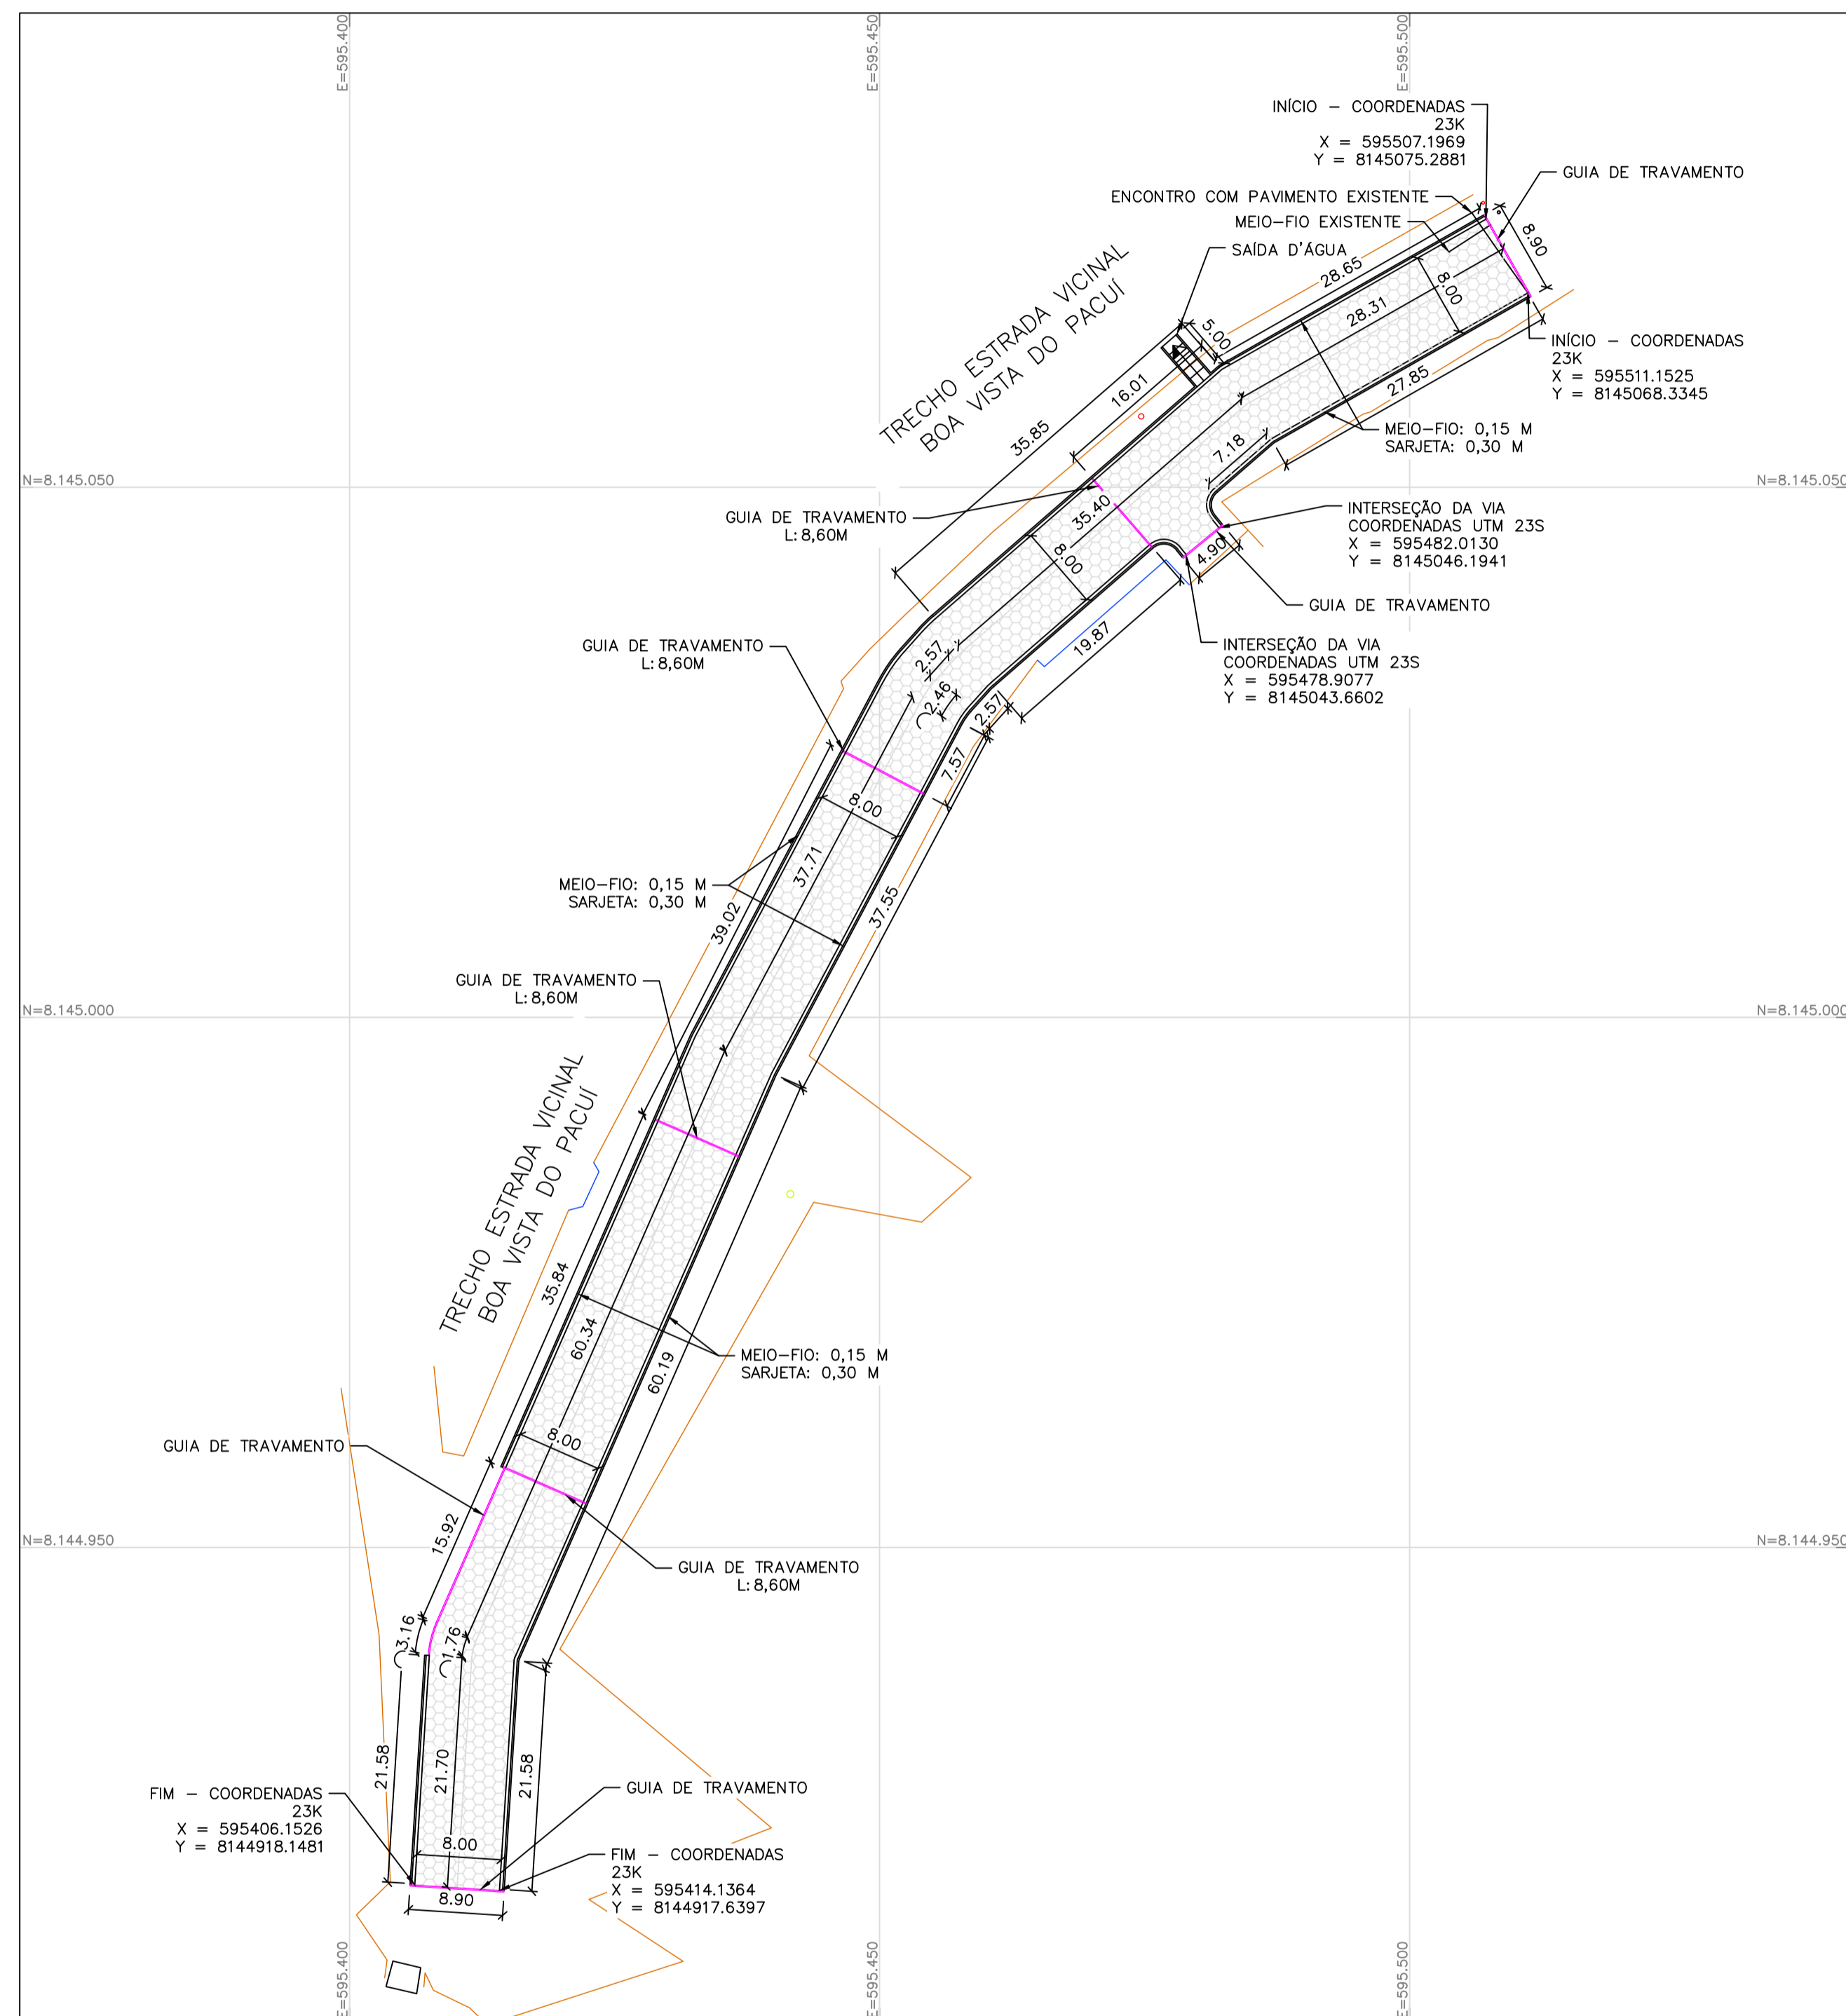 E=595.400
E=595.450
E=595.500
INÍCIO - COORDENADAS
23K
X = 595507.1969
Y = 8145075.2881
GUIA DE TRAVAMENTO
ENCONTRO COM PAVIMENTO EXISTENTE
MEIO-FIO EXISTENTE
SAÍDA D'ÁGUA
8.90
28.65
8.00
28.31
5.00
TRECHO ESTRADA VICINAL
BOA VISTA DO PACUÍ
INÍCIO - COORDENADAS
23K
X = 595511.1525
Y = 8145068.3345
16.01
27.85
35.85
MEIO-FIO: 0,15 M
SARJETA: 0,30 M
7.18
N=8.145.050
N=8.145.050
GUIA DE TRAVAMENTO
L:8,60M
35.40
INTERSEÇÃO DA VIA
COORDENADAS UTM 23S
X = 595482.0130
Y = 8145046.1941
8.00
4.90
GUIA DE TRAVAMENTO
19.87
INTERSEÇÃO DA VIA
COORDENADAS UTM 23S
X = 595478.9077
Y = 8145043.6602
GUIA DE TRAVAMENTO
L:8,60M
2.57
2.46
2.57
7.57
8.00
37.71
MEIO-FIO: 0,15 M
SARJETA: 0,30 M
37.55
39.02
GUIA DE TRAVAMENTO
L:8,60M
N=8.145.000
N=8.145.000
TRECHO ESTRADA VICINAL
BOA VISTA DO PACUÍ
35.84
60.34
60.19
MEIO-FIO: 0,15 M
SARJETA: 0,30 M
8.00
GUIA DE TRAVAMENTO
15.92
N=8.144.950
N=8.144.950
GUIA DE TRAVAMENTO
L:8,60M
3.16
1.76
21.58
21.70
21.58
GUIA DE TRAVAMENTO
FIM - COORDENADAS
23K
X = 595406.1526
Y = 8144918.1481
8.00
FIM - COORDENADAS
23K
X = 595414.1364
Y = 8144917.6397
8.90
E=595.400
E=595.450
E=595.500